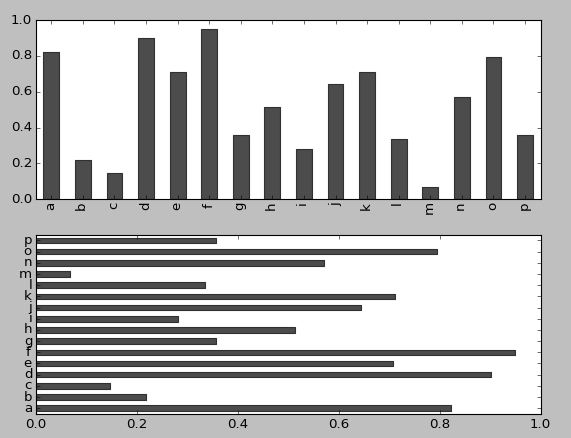 1.0
0.8
0.6
0.4
0.2
0.0
a b c d e f g h i j k l m n o p
p
o
n
m
l
k
j
i
h
g
f
e
d
c
b
a
0.0 0.2 0.4 0.6 0.8 1.0